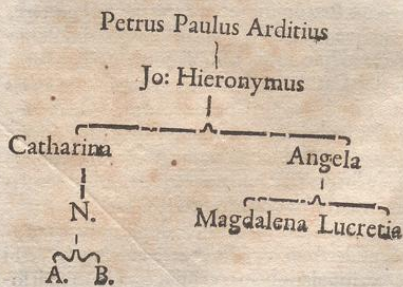 Petrus Paulus Arditius
Jo: Hieronymus
Catharina Angela
N. Magdalena Lucretia
A. B.